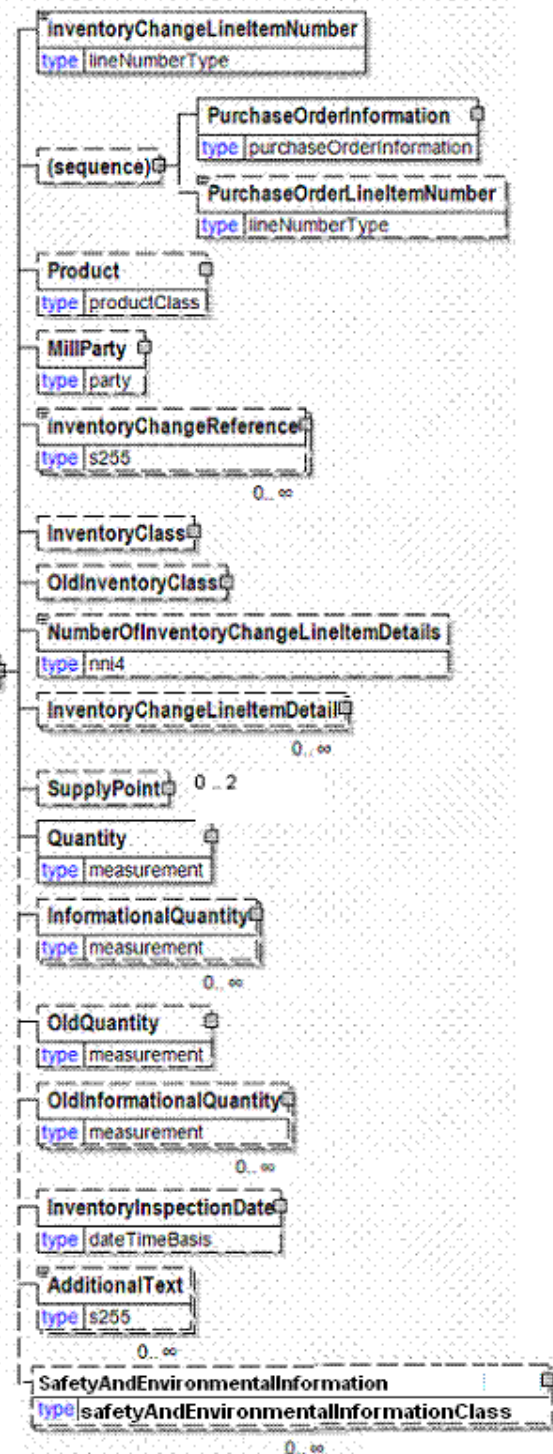 InventoryChangeLineItemNumber
type lineNumberType
PurchaseOrderInformation
type purchaseOrderInformation
(sequence)
PurchaseOrderLineItemNumber
type lineNumberType
Product
type productClass
MillParty
type party
InventoryChangeReference
type s255
0.. ∞
InventoryClass
OldInventoryClass
NumberOfInventoryChangeLineItemDetails
type nni4
InventoryChangeLineItemDetail
0.. ∞
SupplyPoint 0 .. 2
Quantity
type measurement
InformationalQuantity
type measurement
0.. ∞
OldQuantity
type measurement
OldInformationalQuantity
type measurement
0.. ∞
InventoryInspectionDate
type dateTimeBasis
AdditionalText
type s255
0.. ∞
SafetyAndEnvironmentalInformation
type safetyAndEnvironmentalInformationClass
0.. ∞